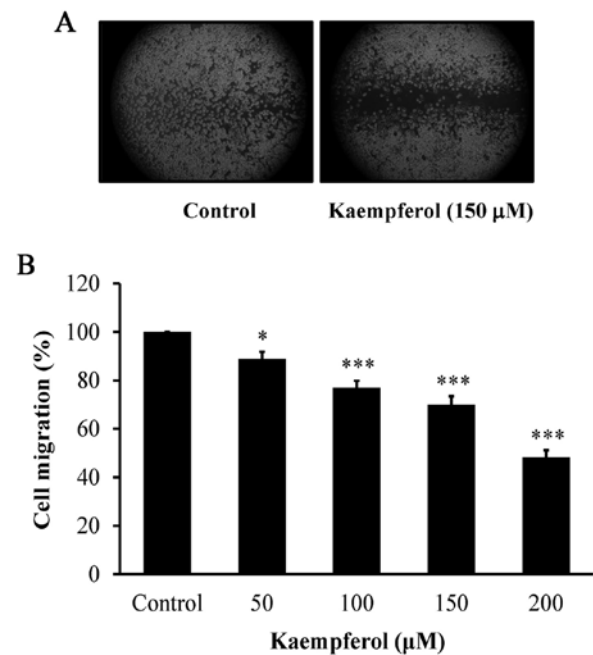 A
Control Kaempferol (150 μM)
B
120
100
80
60
40
20
0
Cell migration (%)
*
***
***
***
Control 50 100 150 200
Kaempferol (μM)